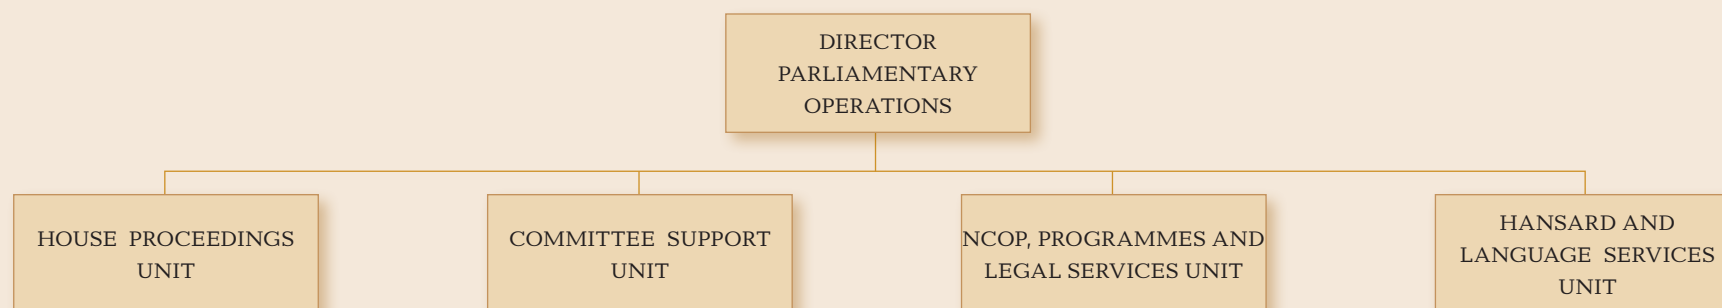 DIRECTOR
PARLIAMENTARY
OPERATIONS
HOUSE PROCEEDINGS
UNIT
COMMITTEE SUPPORT
UNIT
NCOP, PROGRAMMES AND
LEGAL SERVICES UNIT
HANSARD AND
LANGUAGE SERVICES
UNIT